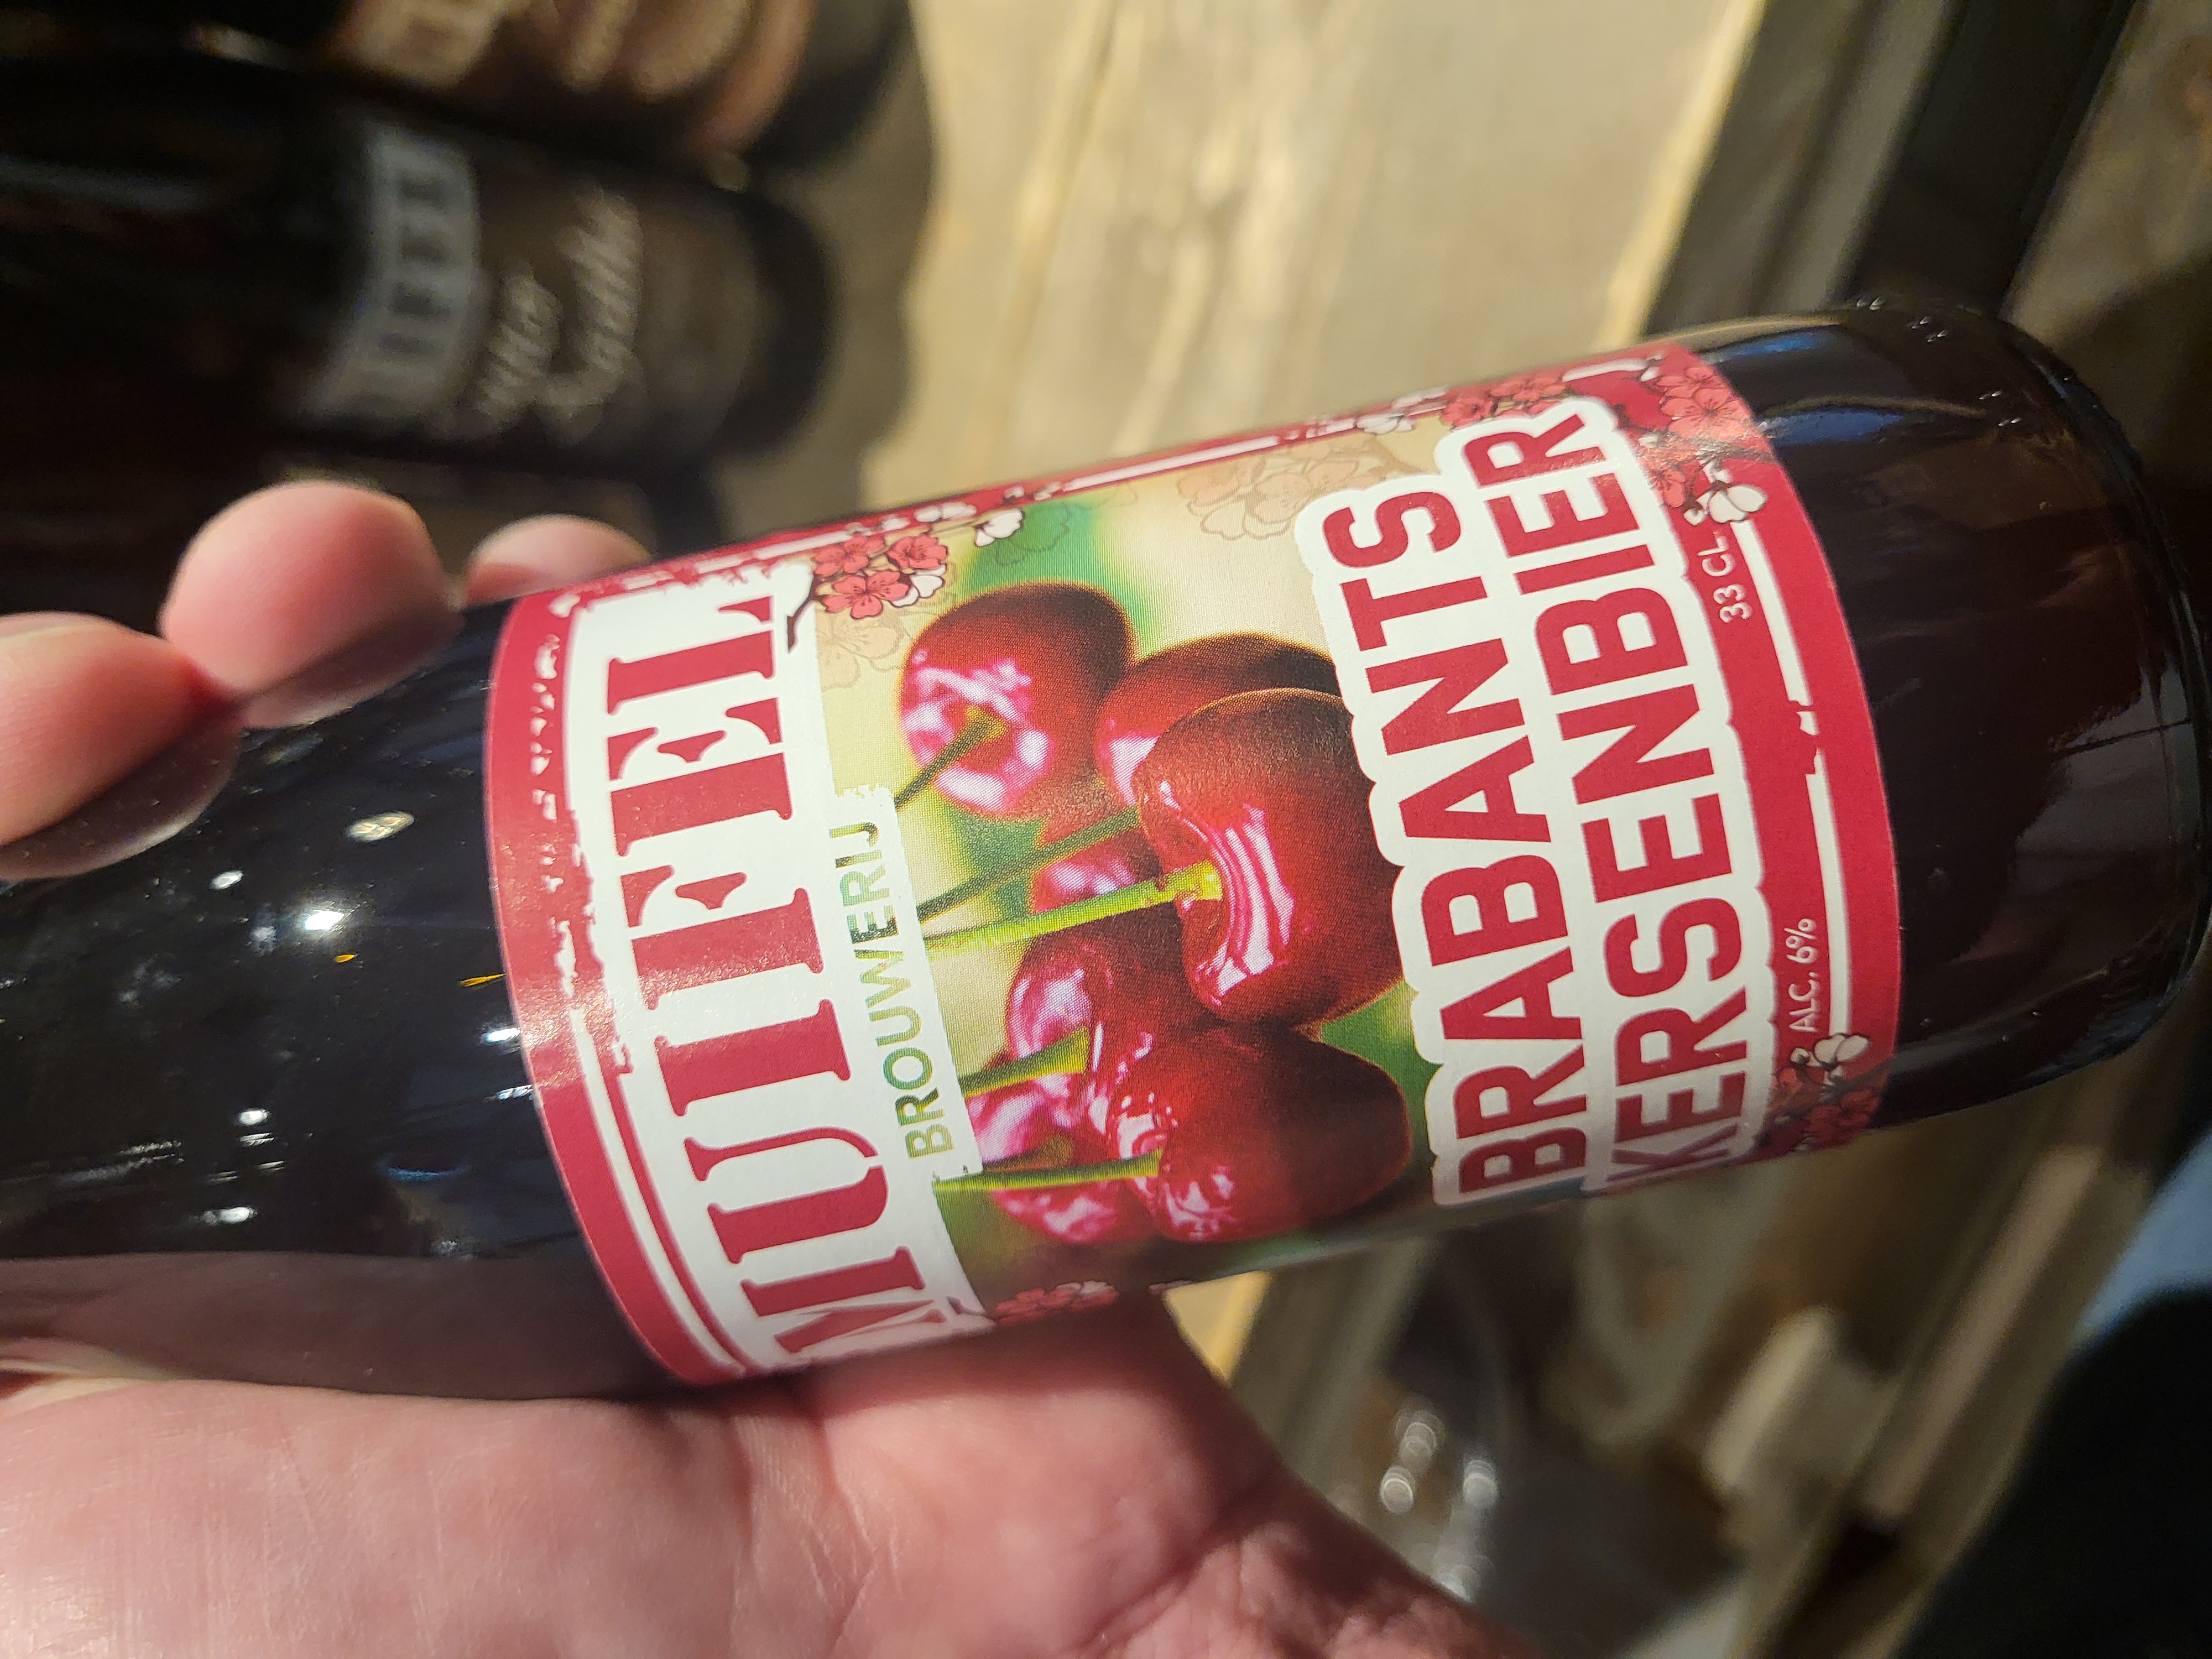 MUIFEL
BROUWERIJ
BRABANTS
KERSENBIER
ALC. 6%
33 CL